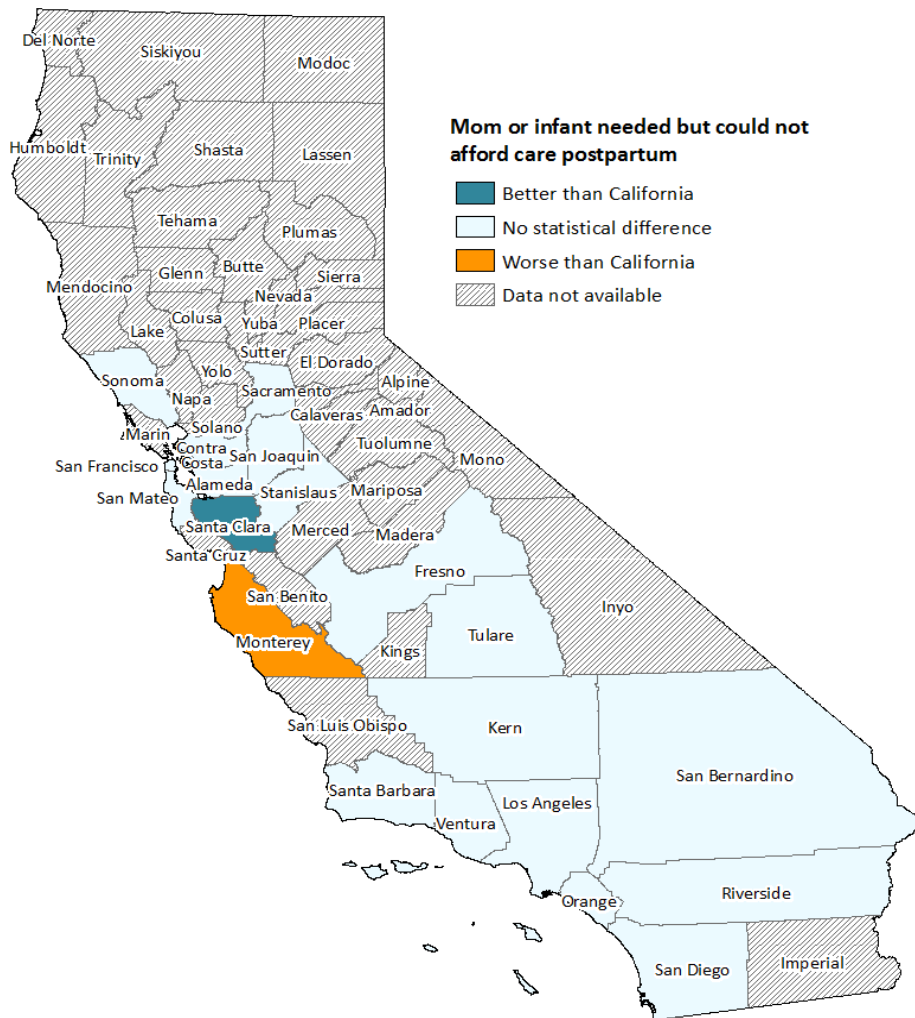 Del Norte
Siskiyou
Modoc
Mom or infant needed but could not
afford care postpartum
Better than California
No statistical difference
Worse than California
Data not available
Humboldt
Trinity
Shasta
Lassen
Tehama
Plumas
Mendocino
Glenn
Butte
Sierra
Nevada
Colusa
Yuba
Placer
Lake
Sutter
El Dorado
Yolo
Sonoma
Napa
Sacramento
Alpine
Amador
Calaveras
Solano
Marin
Tuolumne
Contra
Costa
San Joaquin
Mono
San Francisco
Alameda
Stanislaus
Mariposa
San Mateo
Santa Clara
Merced
Madera
Santa Cruz
Fresno
San Benito
Inyo
Tulare
Monterey
Kings
San Luis Obispo
Kern
San Bernardino
Santa Barbara
Los Angeles
Ventura
Orange
Riverside
San Diego
Imperial